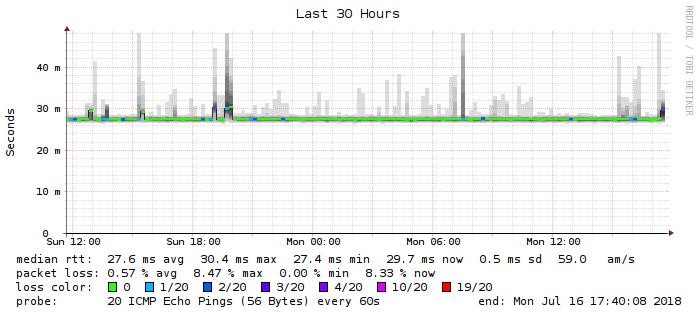 Last 30 Hours
RRDTOOL / TOBI OETIKER
Seconds
40 m
30 m
20 m
10 m
0
Sun 12:00 Sun 18:00 Mon 00:00 Mon 06:00 Mon 12:00
median rtt: 27.6 ms avg 30.4 ms max 27.4 ms min 29.7 ms now 0.5 ms sd 59.0 am/s
packet loss: 0.57 % avg 8.47 % max 0.00 % min 8.33 % now
loss color: 0 1/20 2/20 3/20 4/20 10/20 19/20
probe: 20 ICMP Echo Pings (56 Bytes) every 60s end: Mon Jul 16 17:40:08 2018